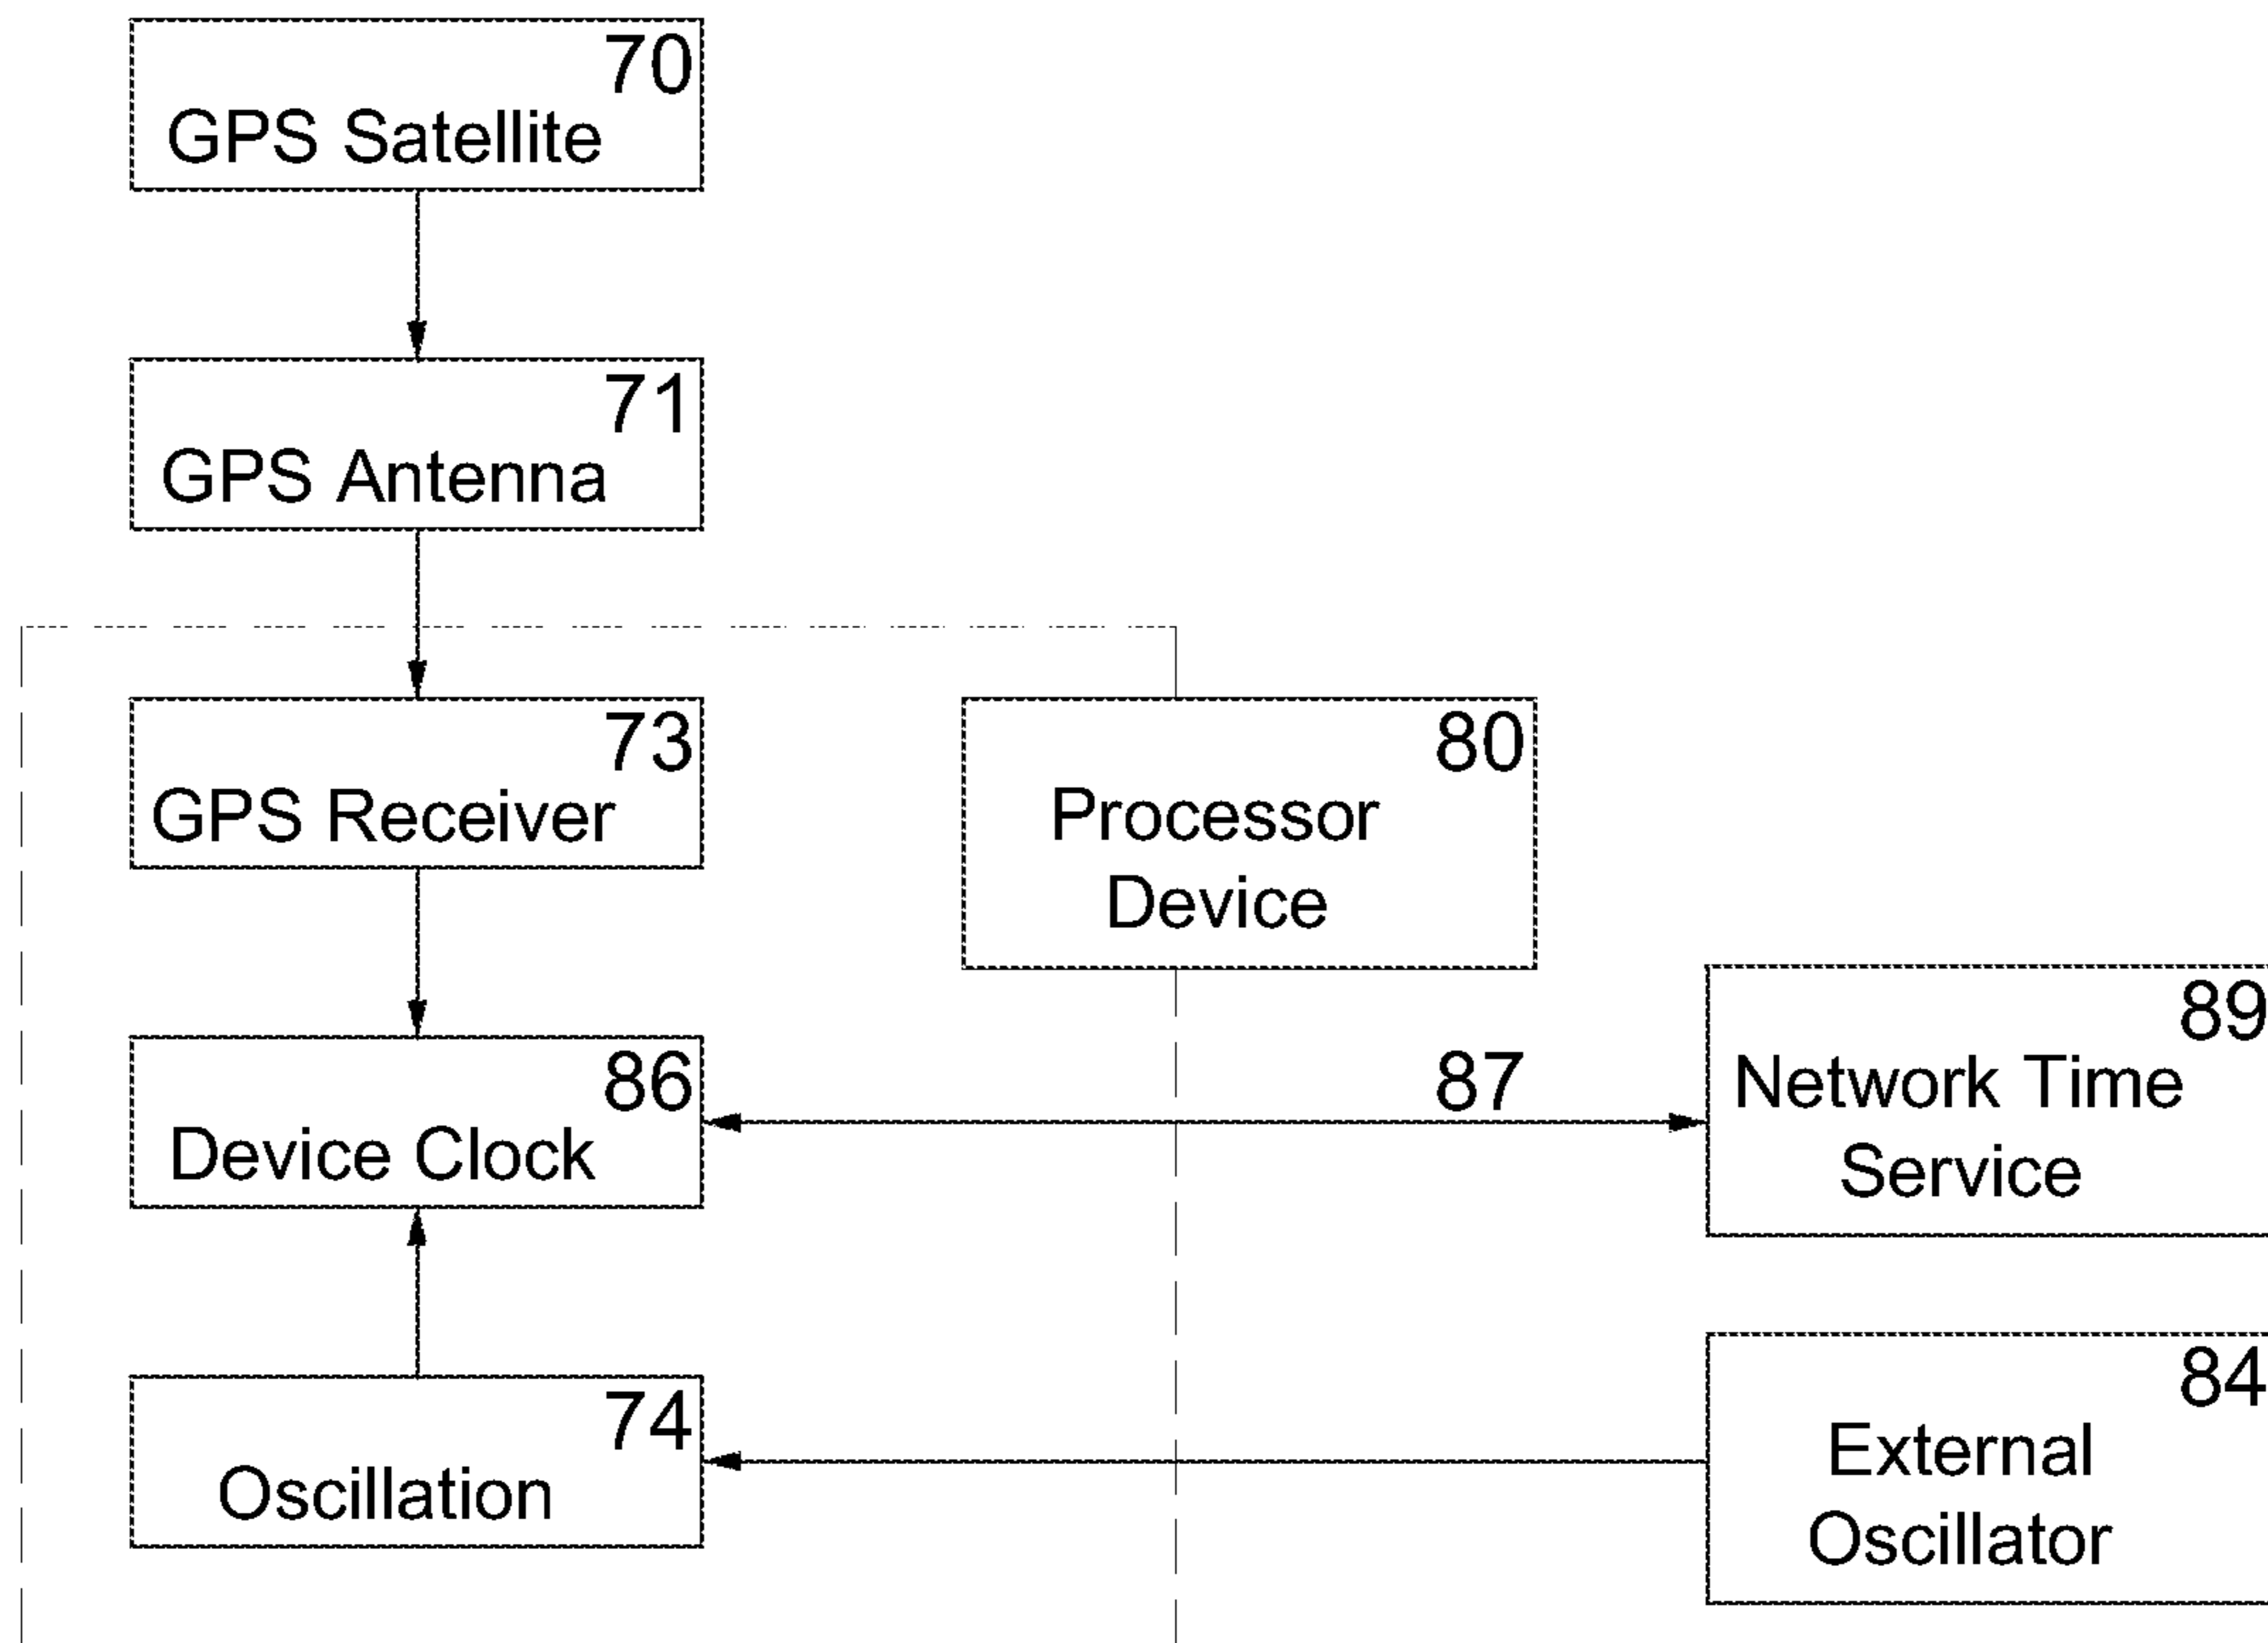 70
GPS Satellite
71
GPS Antenna
73
GPS Receiver
80
Processor
Device
86
Device Clock
87
89
Network Time
Service
74
Oscillation
84
External
Oscillator